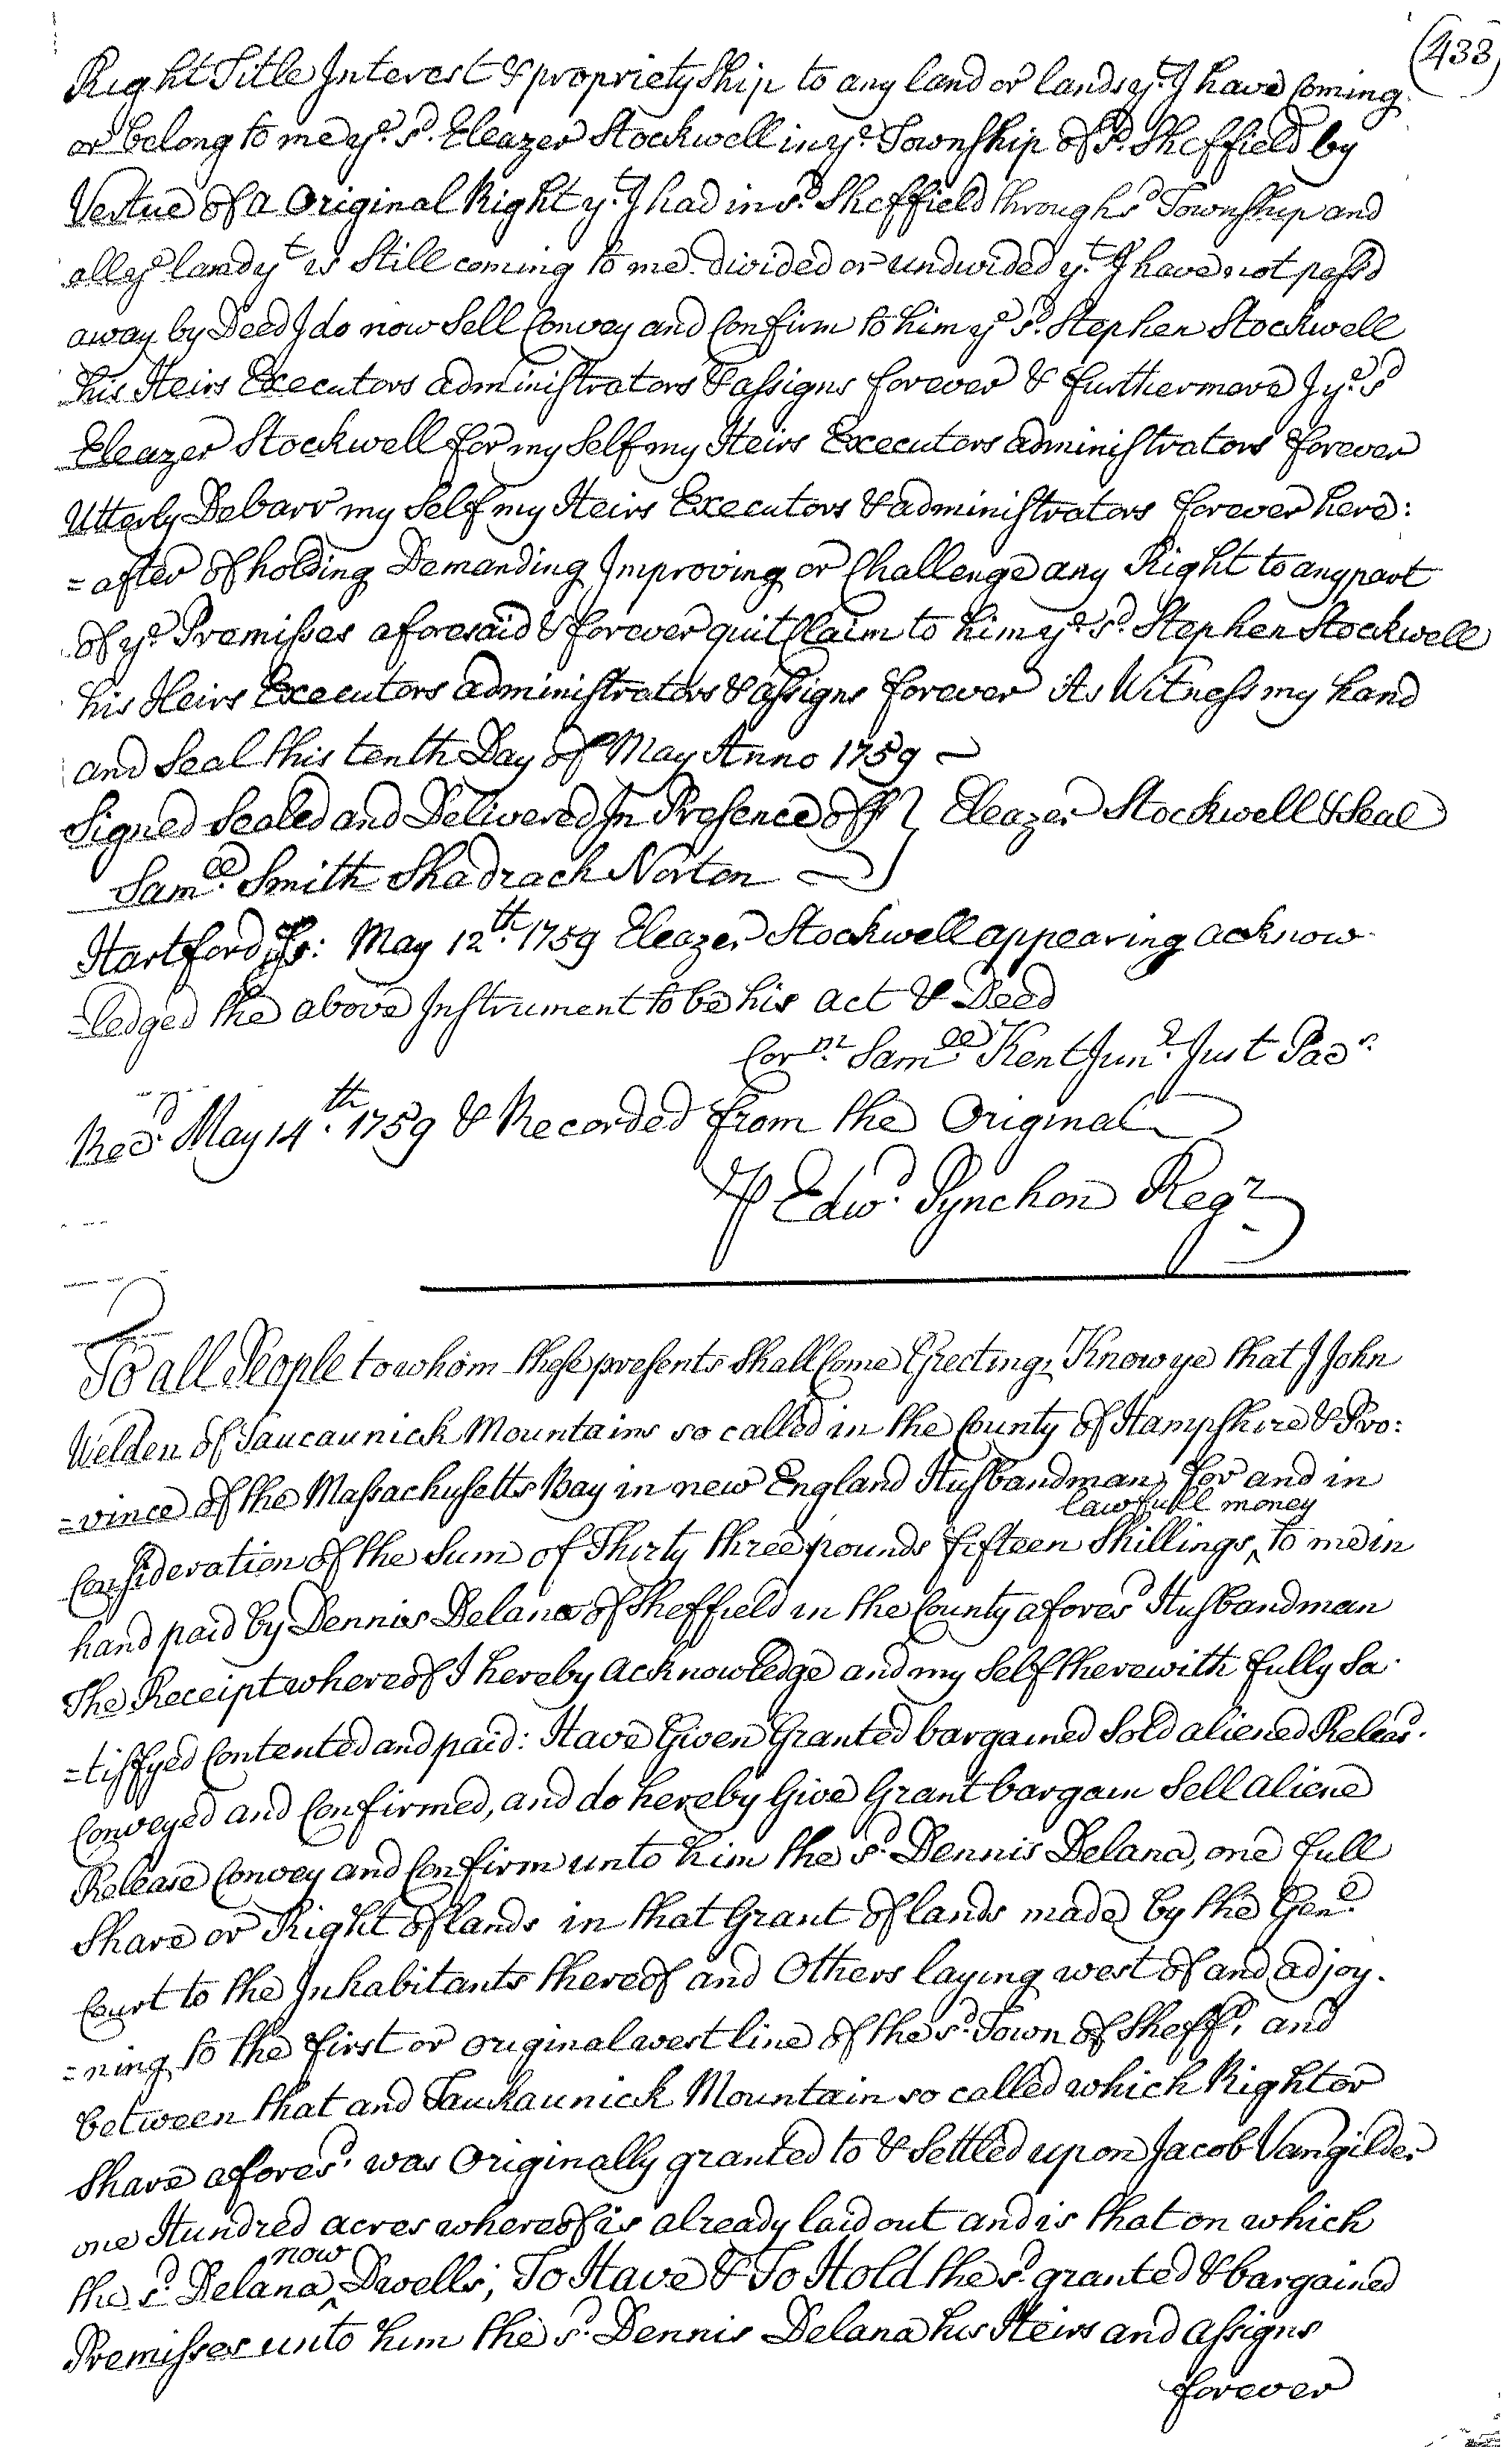 (433)
Right Title Interest & propriety Ship to any land or lands yt. I have Coming
or belong to me ye. sd. Eleazer Stockwell in ye. Township of sd. Sheffield by
Vertue of a Original Right yt. I had in sd. Sheffield through sd Township and
all ye land yt is Still coming to me divided or undivided yt. I have not pass'd
away by Deed I do now Sell Convey and Confirm to him ye sd. Stephen Stockwell
his Heirs Executors administrators & assigns forever & furthermore I ye. sd
Eleazer Stockwell for my Self my Heirs Executors administrators forever
Utterly Debarr my Self my Heirs Executors & administrators forever here:
=after of holding Demanding Improving or Challenge any Right to any part
of ye. Premisses aforesaid & forever quit Claim to him ye. sd. Stephen Stockwell
his Heirs Executors administrators & assigns forever As Witness my hand
and Seal this tenth Day of May Anno 1759
Signed Sealed and Delivered In Presence off } Eleazer Stockwell & Seal
Samll. Smith Shadrach Norton
Hartford Ss: May 12th. 1759 Eleazer Stockwell appearing acknow
=ledged the above Instrument to be his act & Deed
Cor nr Samll. Kent Junr. Just Pac
Recd. May 14th. 1759 & Recorded from the Original
⅌ Edwd. Pynchon Regr
To all People to whom these presents Shall Come Greeting, Know ye that I John
Welden of Taucaunick Mountains so called in the County of Hampshire & Pro:
=vince of the Massachusetts Bay in new England Husbandman, for and in
lawfull money
Consideration of the Sum of Thirty three pounds fifteen Shillings ^ to me in
hand paid by Dennis Delana of Sheffield in the County afores'd Husbandman
The Receipt whereof I hereby acknowledge and my Self therewith fully Sa
=tisfyed Contented and paid: Have Given Granted bargained Sold aliened Releasd.
Conveyed and Confirmed, and do hereby Give Grant bargain Sell aliene
Release Convey and Confirm unto him the sd. Dennis Delana, one full
Share or Right of lands in that Grant of lands made by the Genll.
Court to the Inhabitants thereof and Others laying west of and adjoy.
=ning to the first or original west line of the sd. Town of Sheffd, and
between that and Taukaunick Mountain so called which Right or
Share afores'd was Originally granted to & Settled upon Jacob Vangilder
one Hundred acres whereof is already laid out and is that on which
now
the sd. Delana ^ Dwells; To Have & To Hold the sd. granted & bargained
Premisses unto him the sd. Dennis Delana his Heirs and assigns
forever